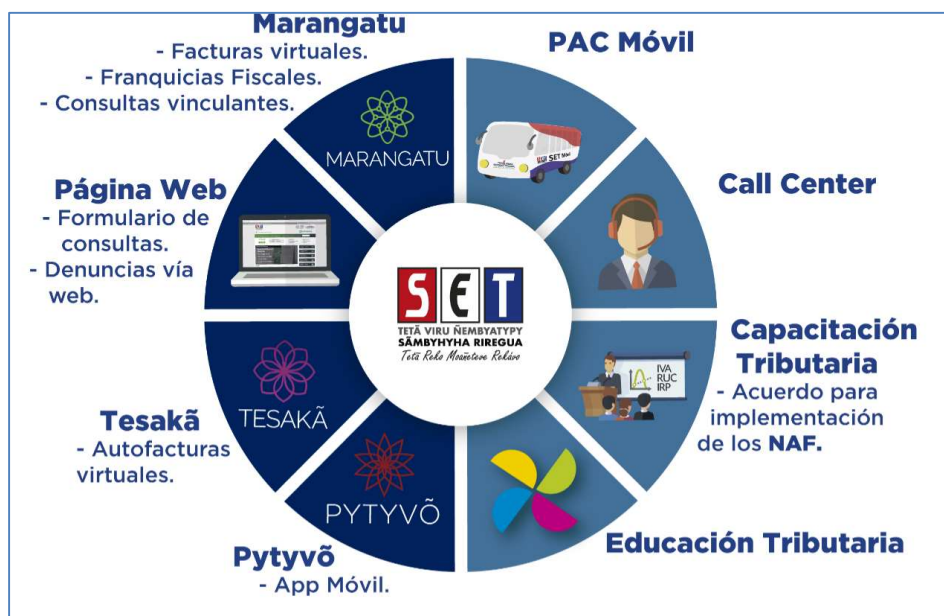 Marangatu
- Facturas virtuales.
- Franquicias Fiscales.
- Consultas vinculantes.
MARANGATU
PAC Móvil
SET Móvil
Call Center
Página Web
- Formulario de
consultas.
- Denuncias vía
web.
SET
TETÃ VIRU ÑEMBYATYPY
SÃMBYHYHA RIREGUA
Tetã Reko Moañeteve Rekávo
Capacitación
Tributaria
- Acuerdo para
implementación
de los NAF.
IVA
RUC
IRP
Tesakã
- Autofacturas
virtuales.
TESAKÃ
PYTYVÕ
Pytyvõ
- App Móvil.
Educación Tributaria